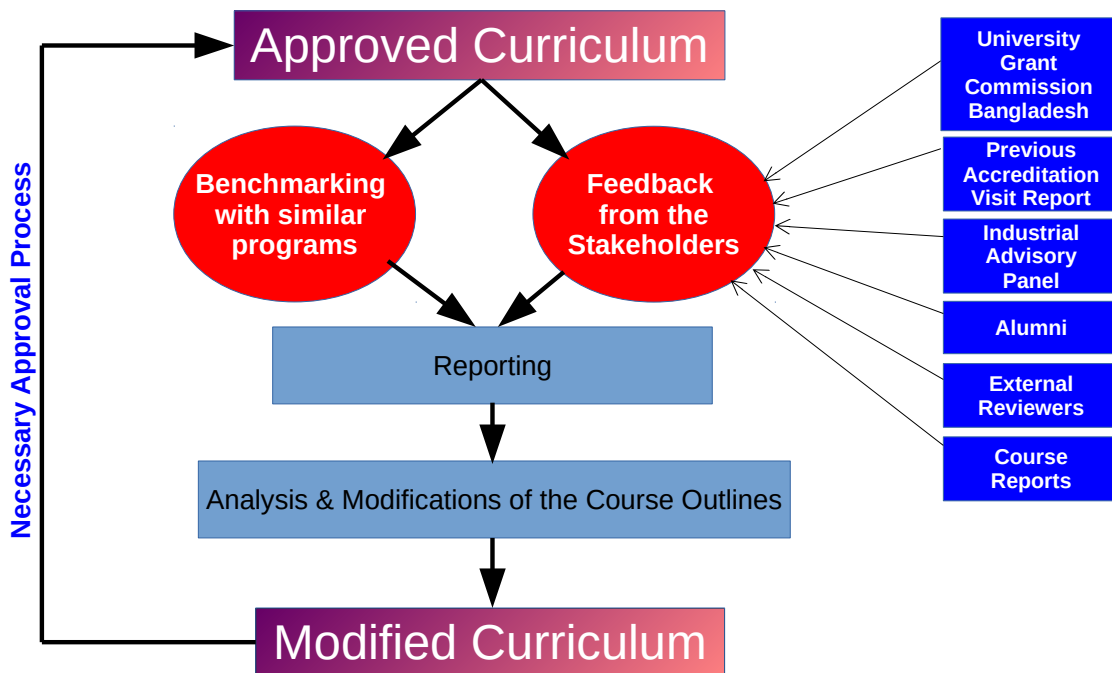 Approved Curriculum
Benchmarking
with similar
programs
Feedback
from the
Stakeholders
University
Grant
Commission
Bangladesh
Previous
Accreditation
Visit Report
Industrial
Advisory
Panel
Alumni
External
Reviewers
Course
Reports
Reporting
Analysis & Modifications of the Course Outlines
Modified Curriculum
Necessary Approval Process